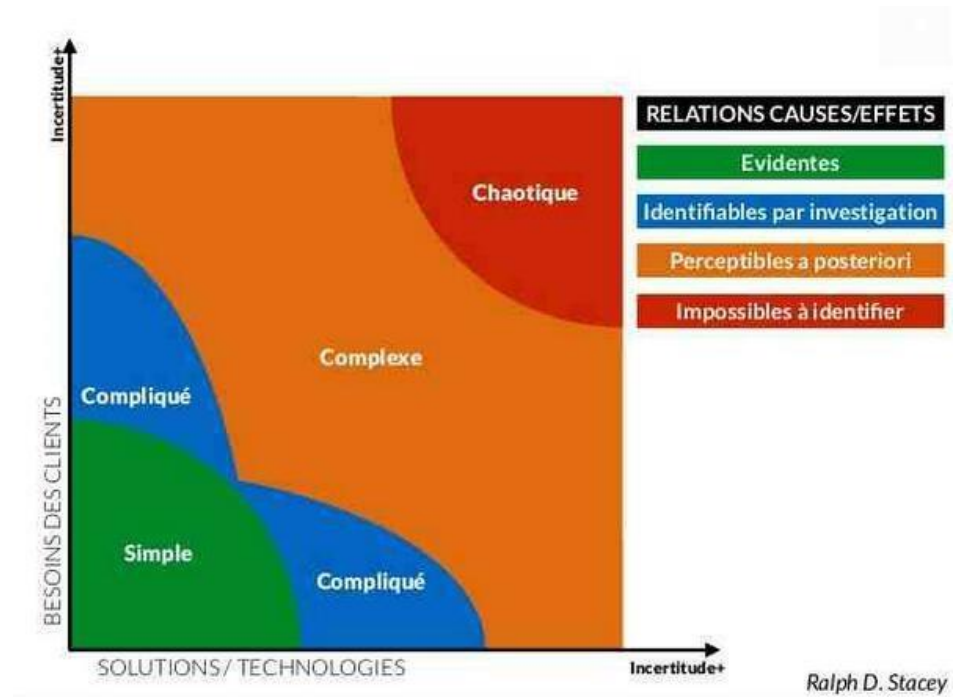 Incertitude+
RELATIONS CAUSES/EFFETS
Evidentes
Chaotique
Identifiables par investigation
Perceptibles a posteriori
Impossibles à identifier
Complexe
Compliqué
BESOINS DES CLIENTS
Simple
Compliqué
SOLUTIONS / TECHNOLOGIES
Incertitude+
Ralph D. Stacey